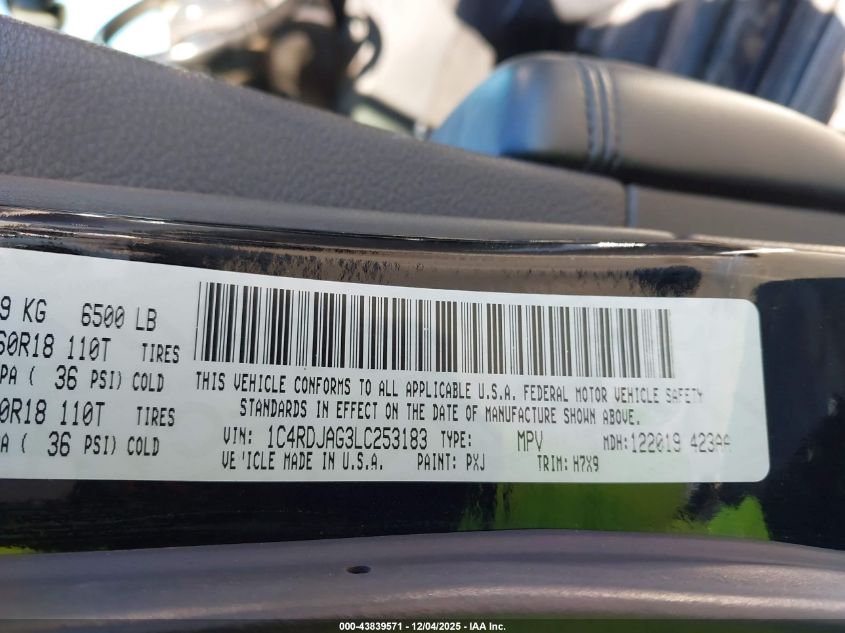 9 KG 6500 LB
60R18 110T TIRES
PA ( 36 PSI) COLD
0R18 110T TIRES
PA ( 36 PSI) COLD
THIS VEHICLE CONFORMS TO ALL APPLICABLE U.S.A. FEDERAL MOTOR VEHICLE SAFETY
STANDARDS IN EFFECT ON THE DATE OF MANUFACTURE SHOWN ABOVE.
VIN: 1C4RDJAG3LC253183 TYPE: MPV MDH: 122019 423AA
VE'ICLE MADE IN U.S.A. PAINT: PXJ TRIM: H7X9
000-43839571 - 12/04/2025 - IAA Inc.